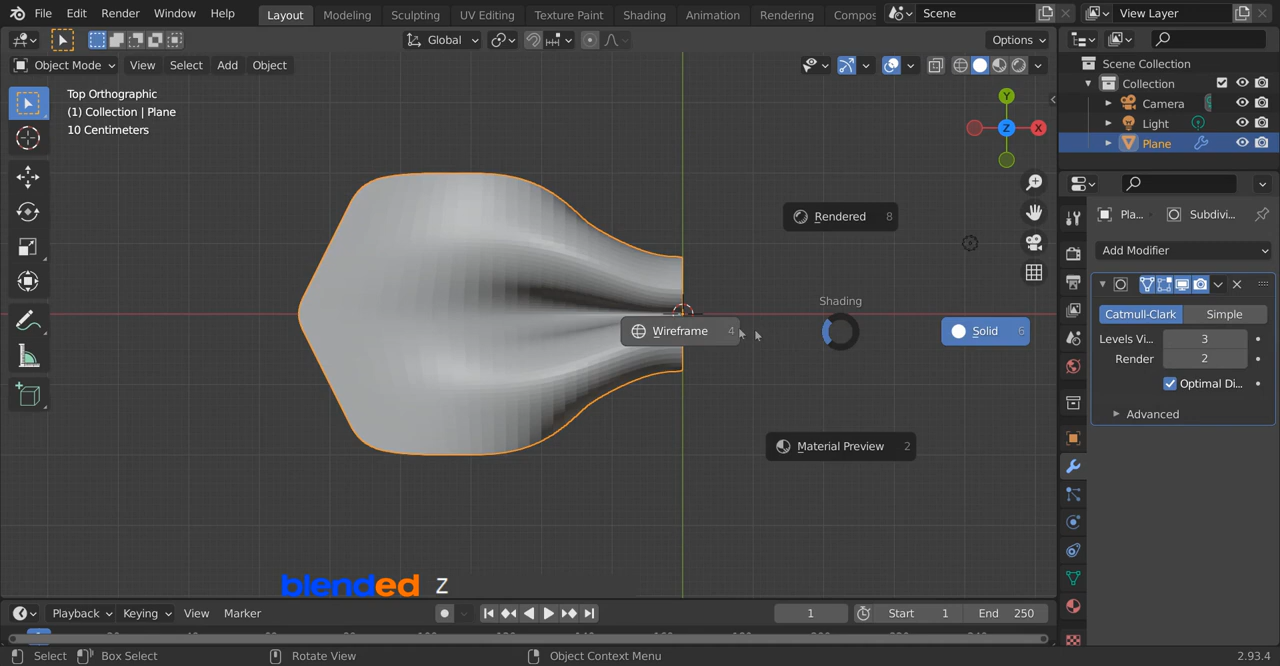 File Edit Render Window Help Layout Modeling Sculpting UV Editing Texture Paint Shading Animation Rendering Compos Scene View Layer
Global Options
Object Mode View Select Add Object
Top Orthographic
(1) Collection | Plane
10 Centimeters
Y
Z X
Scene Collection
Collection
Camera
Light
Plane
Pla... Subdivi...
Add Modifier
Catmull-Clark Simple
Levels Vi... 3
Render 2
Optimal Di...
Advanced
Rendered 8
Shading
Wireframe 4
Solid 6
Material Preview 2
blended Z
Playback Keying View Marker 1 Start 1 End 250
Select Box Select Rotate View Object Context Menu 2.93.4